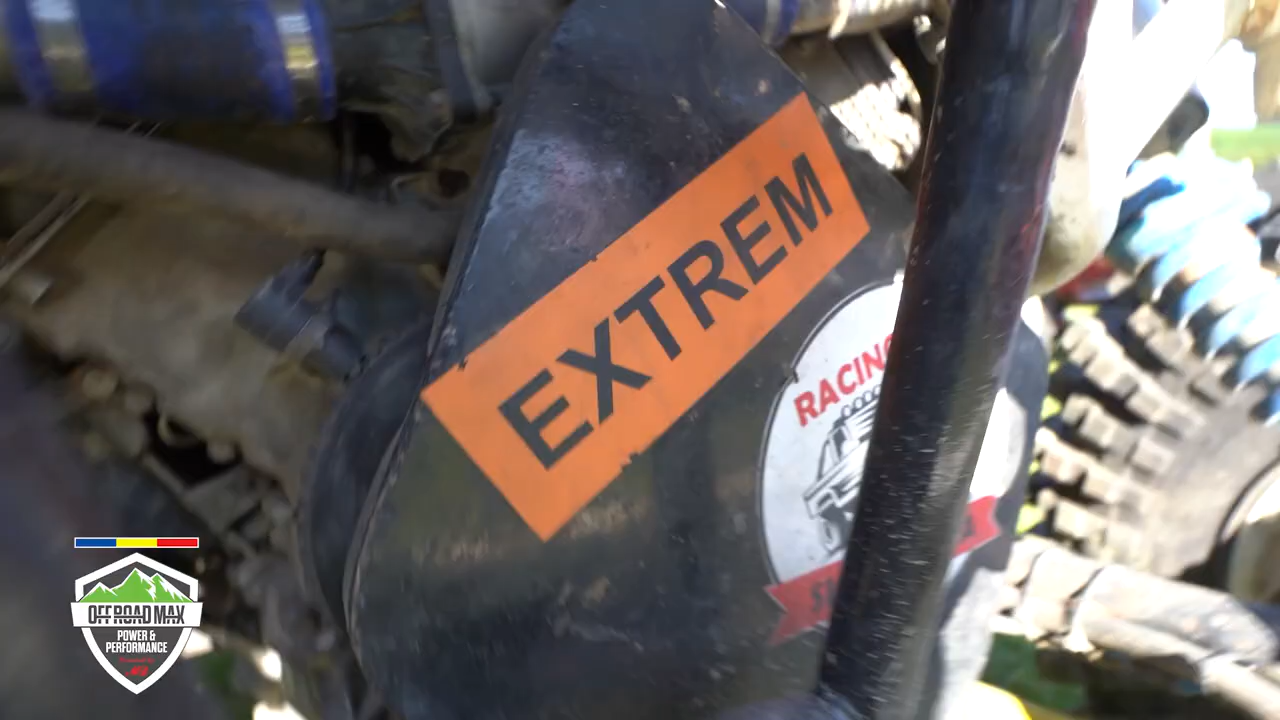 EXTREM
RACING
OFF ROAD MAX
POWER &
PERFORMANCE